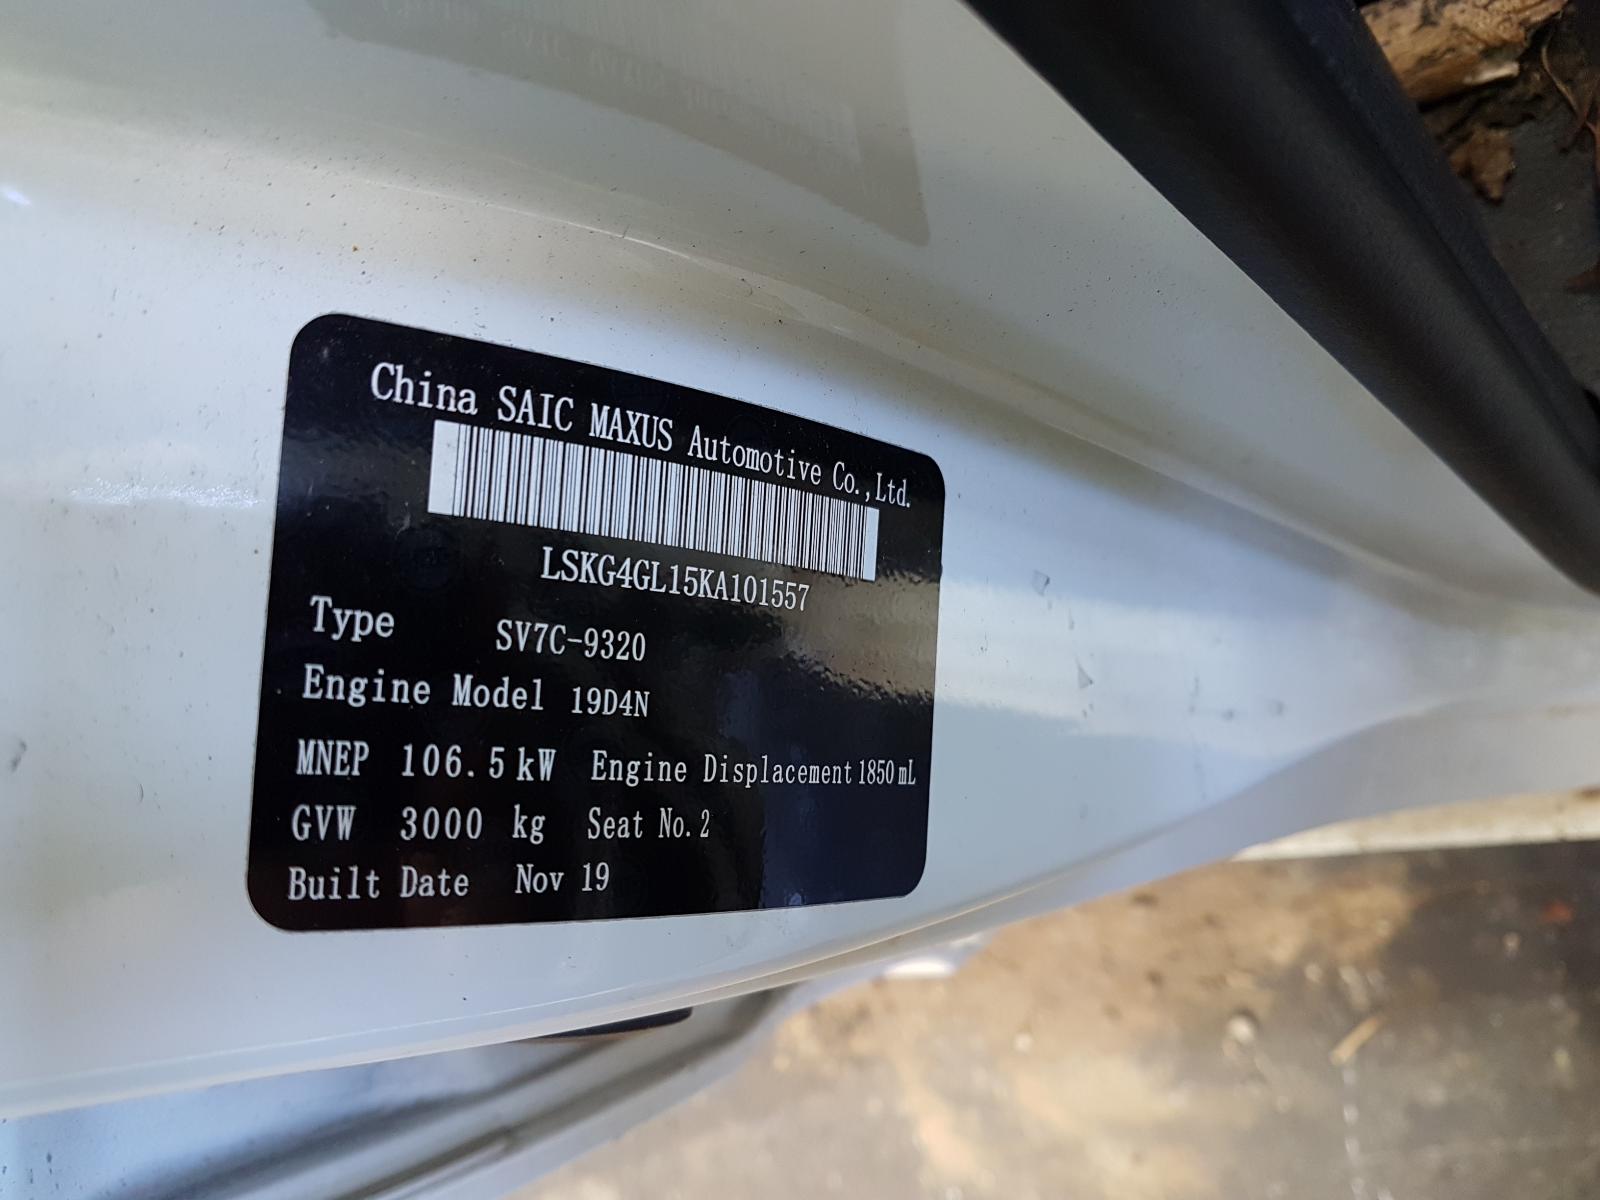 China SAIC MAXUS Automotive Co.,Ltd.
LSKG4GL15KA101557
Type SV7C-9320
Engine Model 19D4N
MNEP 106.5 kW Engine Displacement 1850 mL
GVW 3000 kg Seat No. 2
Built Date Nov 19